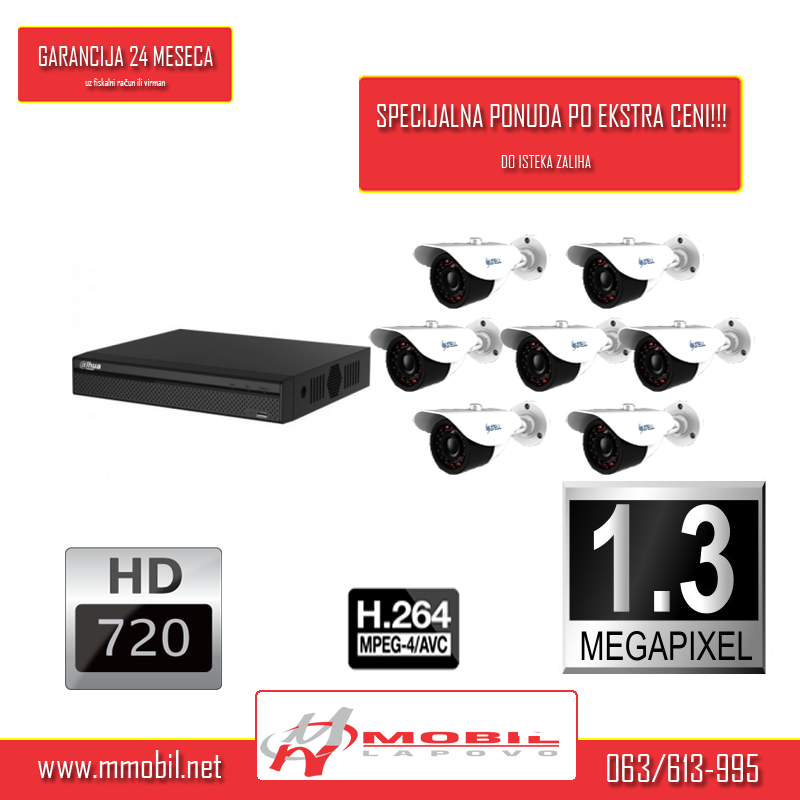 GARANCIJA 24 MESECA
uz fiskalni račun ili virman
SPECIJALNA PONUDA PO EKSTRA CENI!!!
DO ISTEKA ZALIHA
alhua
HD
720
H.264
MPEG-4/AVC
1.3
MEGAPIXEL
MOBIL
LAPOVO
www.mmobil.net
063/613-995